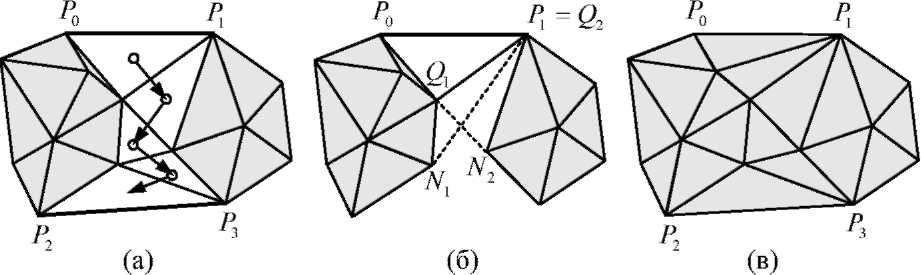 P₀ P₁ P₀ P₁ = Q₂ P₀ P₁
Q₁
N₁ N₂
P₂ P₃ P₂ P₃
(а) (б) (в)